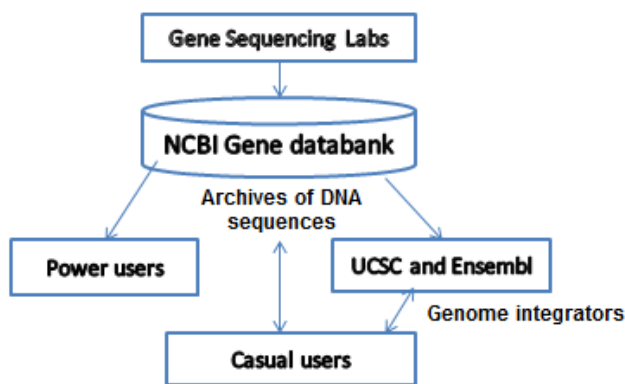 Gene Sequencing Labs
NCBI Gene databank
Archives of DNA
sequences
Power users
UCSC and Ensembl
Genome integrators
Casual users